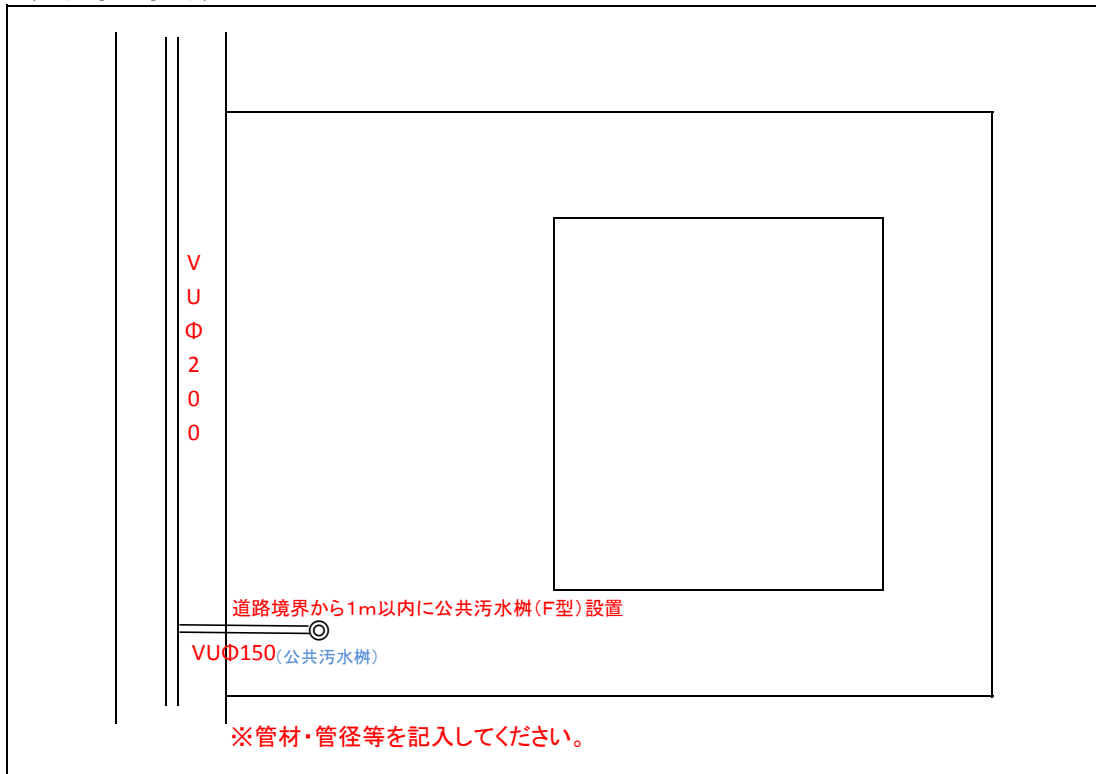 VUΦ200
道路境界から1m以内に公共汚水桝(F型)設置
VUΦ150(公共汚水桝)
※管材・管径等を記入してください。